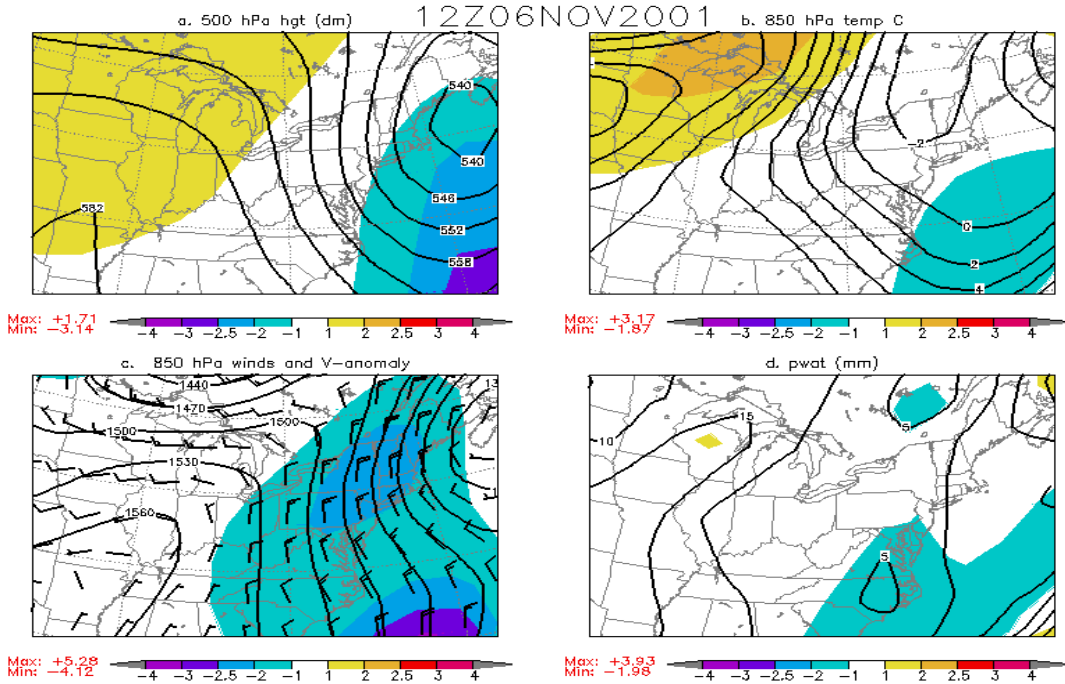 12Z06NOV2001
a. 500 hPa hgt (dm)
540
540
546
552
558
582
Max: +1.71
Min: −3.14
−4 −3 −2.5 −2 −1 1 2 2.5 3 4
b. 850 hPa temp C
−2
0
2
4
Max: +3.17
Min: −1.87
−4 −3 −2.5 −2 −1 1 2 2.5 3 4
c. 850 hPa winds and V−anomaly
1440
1470
1500
1500
1530
1560
Max: +5.28
Min: −4.12
−4 −3 −2.5 −2 −1 1 2 2.5 3 4
d. pwat (mm)
15
10
5
5
Max: +3.93
Min: −1.98
−4 −3 −2.5 −2 −1 1 2 2.5 3 4